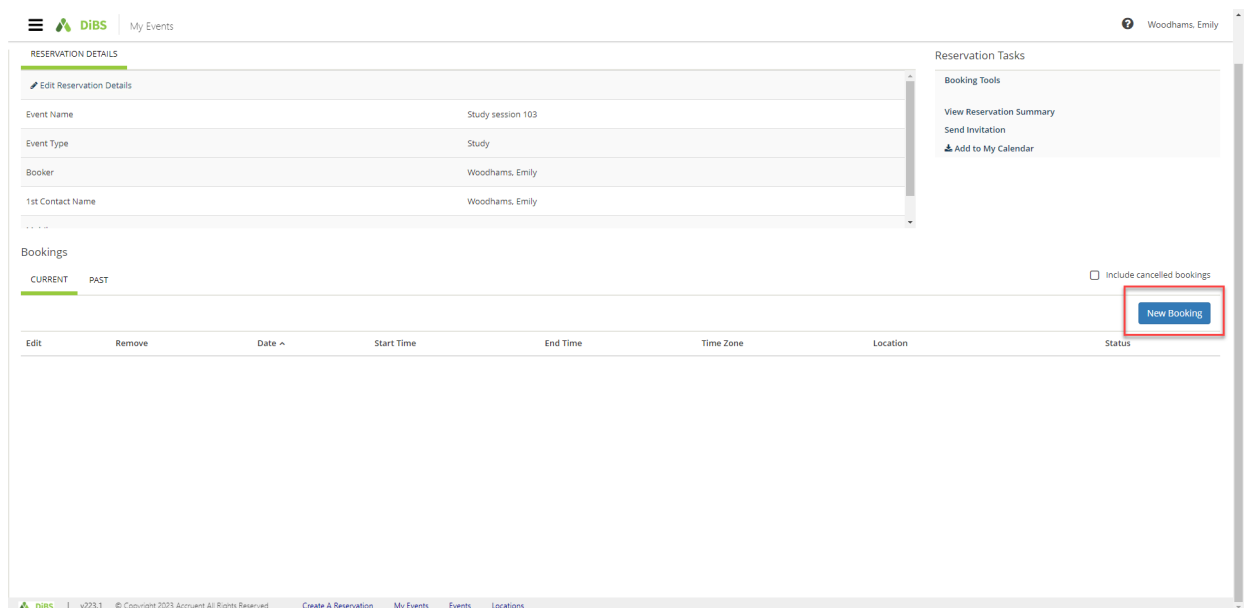 DiBS My Events Woodhams, Emily
RESERVATION DETAILS
Reservation Tasks
Edit Reservation Details
Booking Tools
Event Name Study session 103
View Reservation Summary
Send Invitation
Event Type Study
Add to My Calendar
Booker Woodhams, Emily
1st Contact Name Woodhams, Emily
Bookings
CURRENT PAST Include cancelled bookings
New Booking
Edit Remove Date Start Time End Time Time Zone Location Status
DiBS | v223.1 © Copyright 2023 Accruent All Rights Reserved Create A Reservation My Events Events Locations